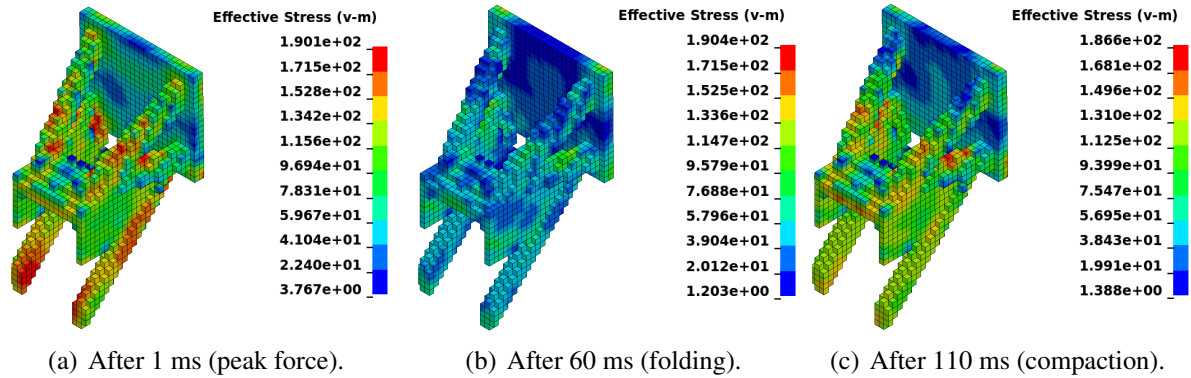 Effective Stress (v-m)
1.901e+02
1.715e+02
1.528e+02
1.342e+02
1.156e+02
9.694e+01
7.831e+01
5.967e+01
4.104e+01
2.240e+01
3.767e+00
(a) After 1 ms (peak force).
Effective Stress (v-m)
1.904e+02
1.715e+02
1.525e+02
1.336e+02
1.147e+02
9.579e+01
7.688e+01
5.796e+01
3.904e+01
2.012e+01
1.203e+00
(b) After 60 ms (folding).
Effective Stress (v-m)
1.866e+02
1.681e+02
1.496e+02
1.310e+02
1.125e+02
9.399e+01
7.547e+01
5.695e+01
3.843e+01
1.991e+01
1.388e+00
(c) After 110 ms (compaction).